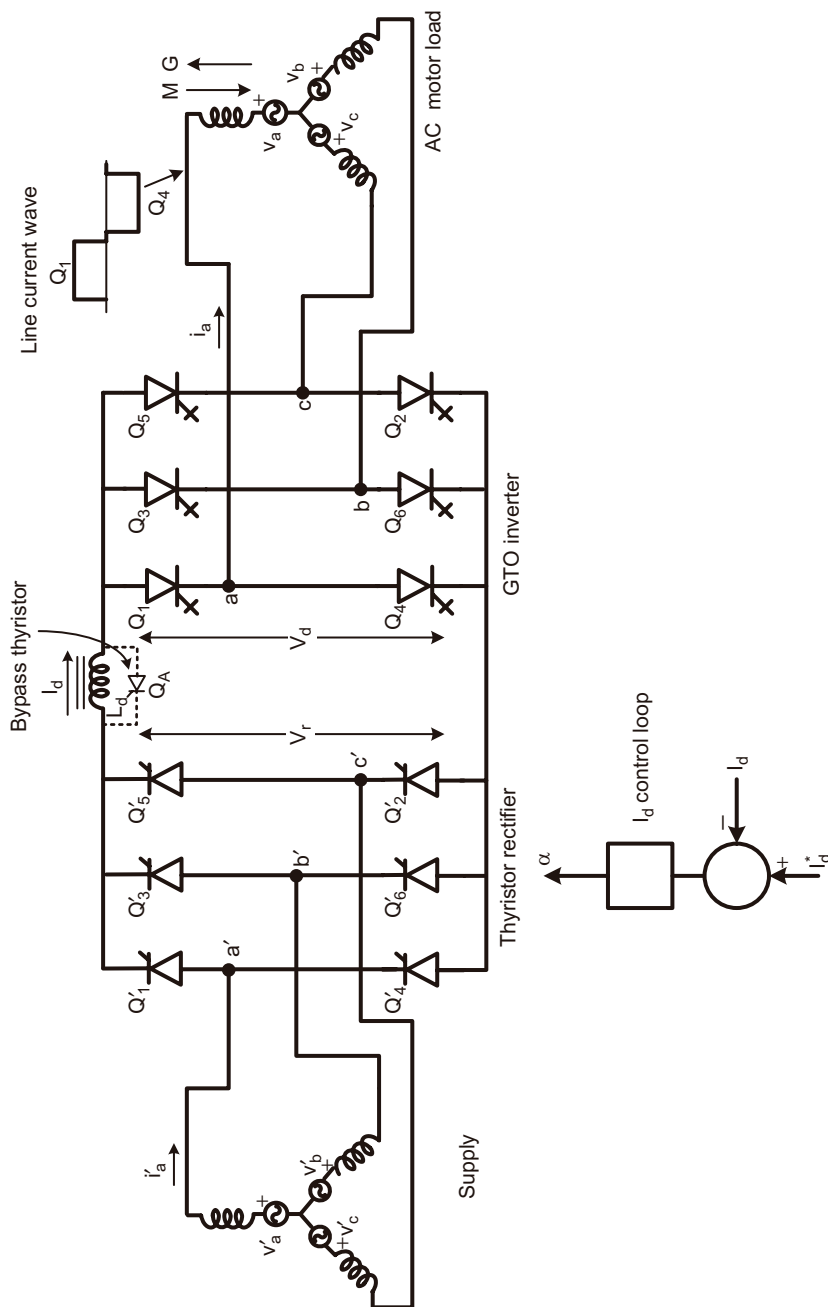 Line current wave
Q1
Q4
M G
Bypass thyristor
Id
Ld
QA
ia
i′a
Q′1
Q′3
Q′5
Q1
Q3
Q5
a′
b′
c′
a
b
c
Vr
Vd
Q′4
Q′6
Q′2
Q4
Q6
Q2
v′a
+
v′b
+
v′c
+
va
+
vb
+
vc
+
Supply
Thyristor rectifier
GTO inverter
AC motor load
α
Id control loop
−
Id
+
I*d